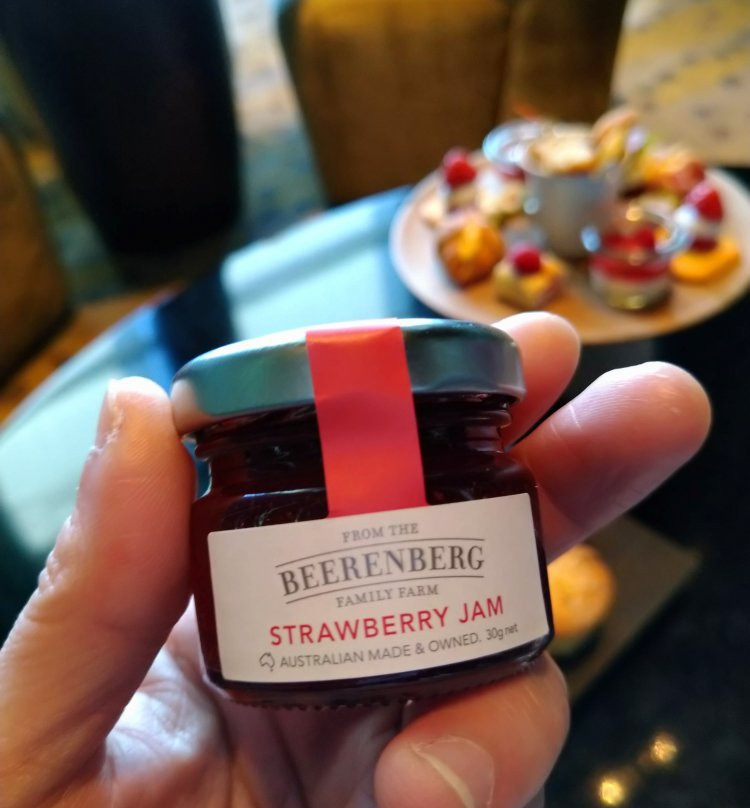 FROM THE
BEERENBERG
FAMILY FARM
STRAWBERRY JAM
AUSTRALIAN MADE & OWNED. 30g net